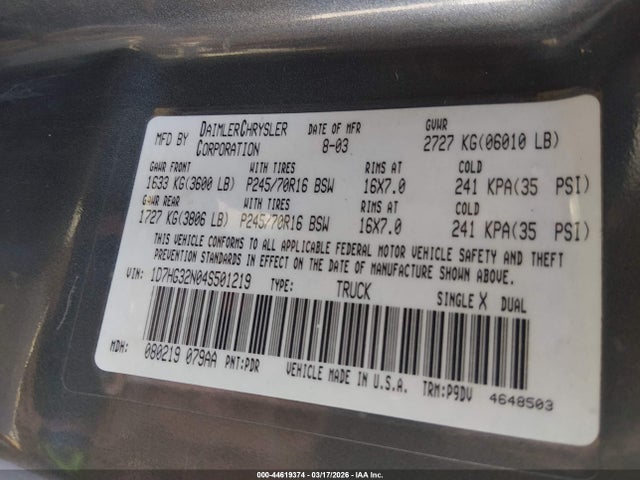 MFD BY DAIMLERCHRYSLER CORPORATION DATE OF MFR 8-03 GVWR 2727 KG(06010 LB)
GAWR FRONT WITH TIRES RIMS AT COLD
1633 KG(3600 LB) P245/70R16 BSW 16X7.0 241 KPA(35 PSI)
GAWR REAR WITH TIRES RIMS AT COLD
1727 KG(3806 LB) P245/70R16 BSW 16X7.0 241 KPA(35 PSI)
THIS VEHICLE CONFORMS TO ALL APPLICABLE FEDERAL MOTOR VEHICLE SAFETY AND THEFT
PREVENTION STANDARDS IN EFFECT ON THE DATE OF MANUFACTURE SHOWN ABOVE.
VIN: 1D7HG32N04S501219 TYPE: TRUCK SINGLE X DUAL
MDH: 080219 079AA PNT:PDR VEHICLE MADE IN U.S.A. TRM:P9DV 4648503
000-44619374 | 03/17/2026 | IAA Inc.